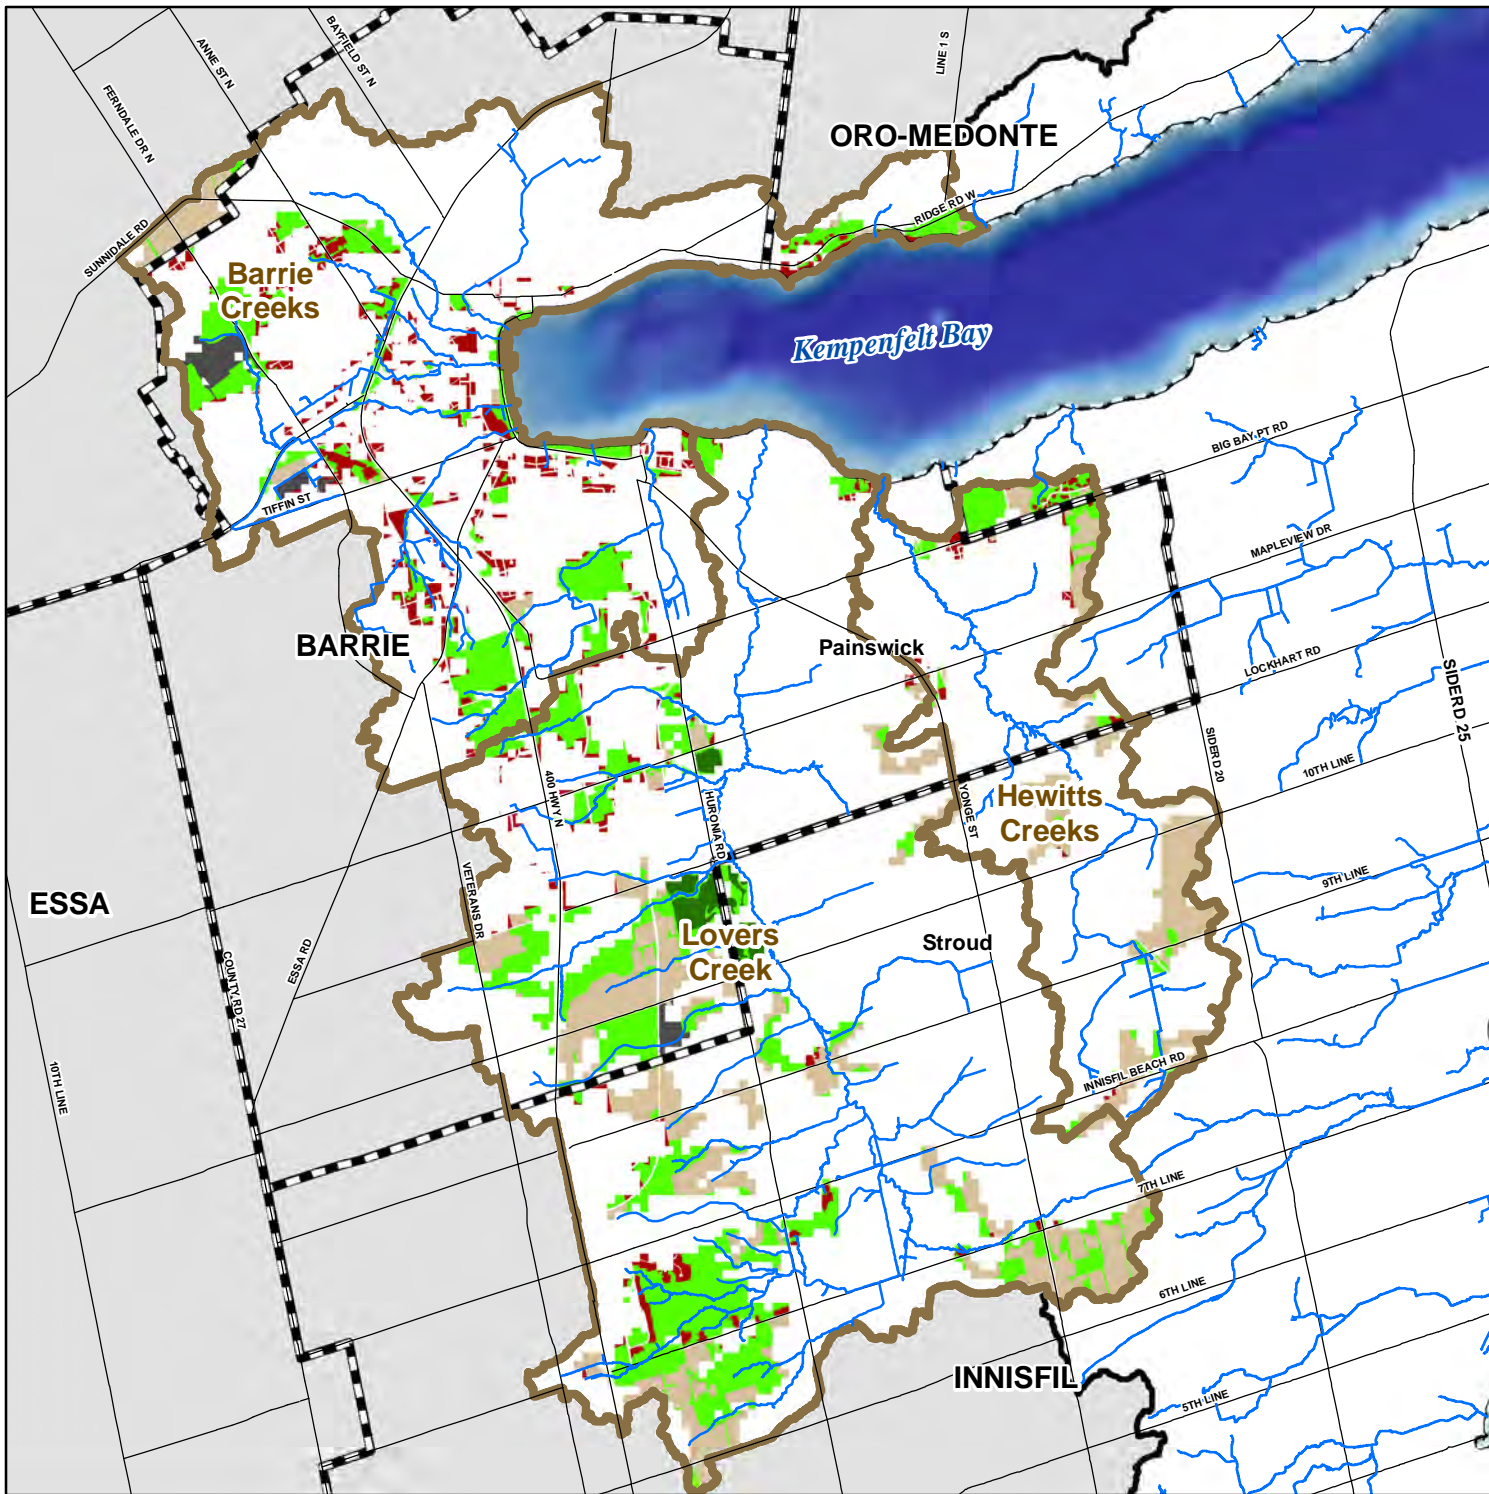 BAYFIELD ST N
ANNE ST N
FERNDALE DR N
LINE 1 S
ORO-MEDONTE
RIDGE RD W
SUNNIDALE RD
Barrie
Creeks
Kempenfelt Bay
BIG BAY PT RD
TIFFIN ST
MAPLEVIEW DR
BARRIE
Painswick
LOCKHART RD
SIDERD 25
SIDERD 20
10TH LINE
400 HWY N
HURONIA RD
YONGE ST
Hewitts
Creeks
VETERANS DR
9TH LINE
ESSA
Lovers
Creek
Stroud
ESSA RD
COUNTY RD 27
10TH LINE
INNISFIL BEACH RD
7TH LINE
6TH LINE
INNISFIL
5TH LINE